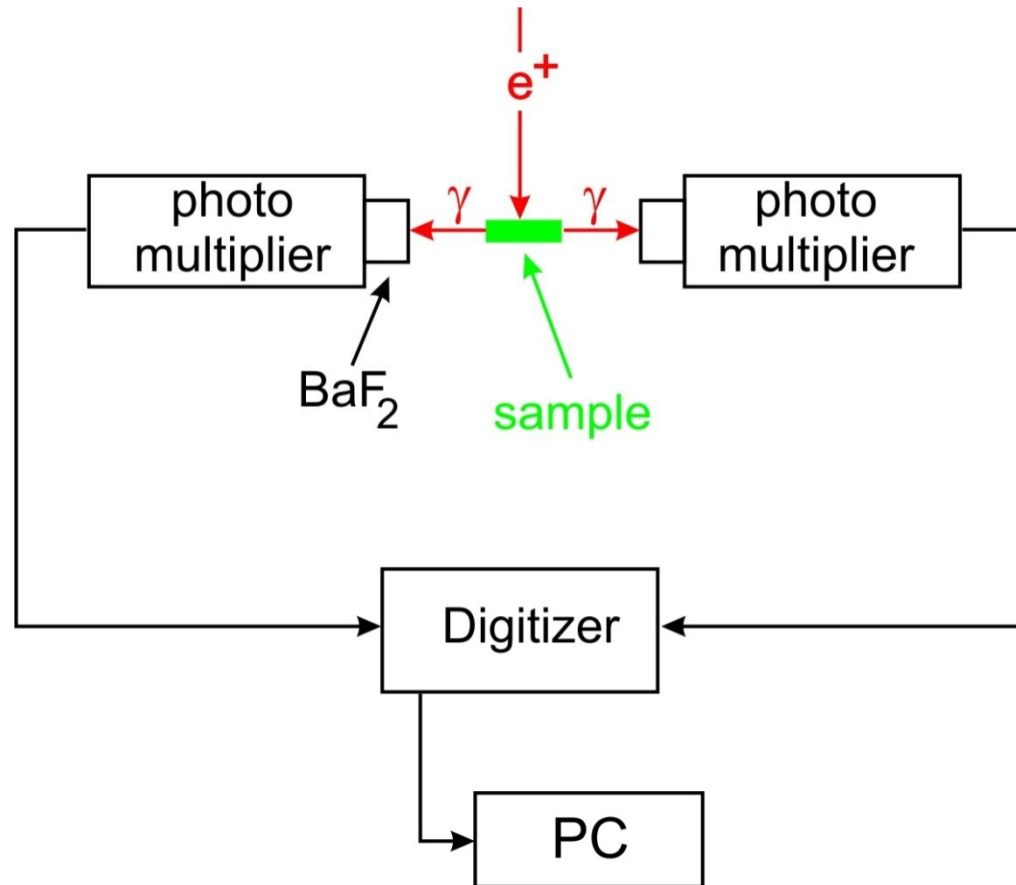 e⁺
photo
multiplier
γ
γ
photo
multiplier
BaF₂
sample
Digitizer
PC